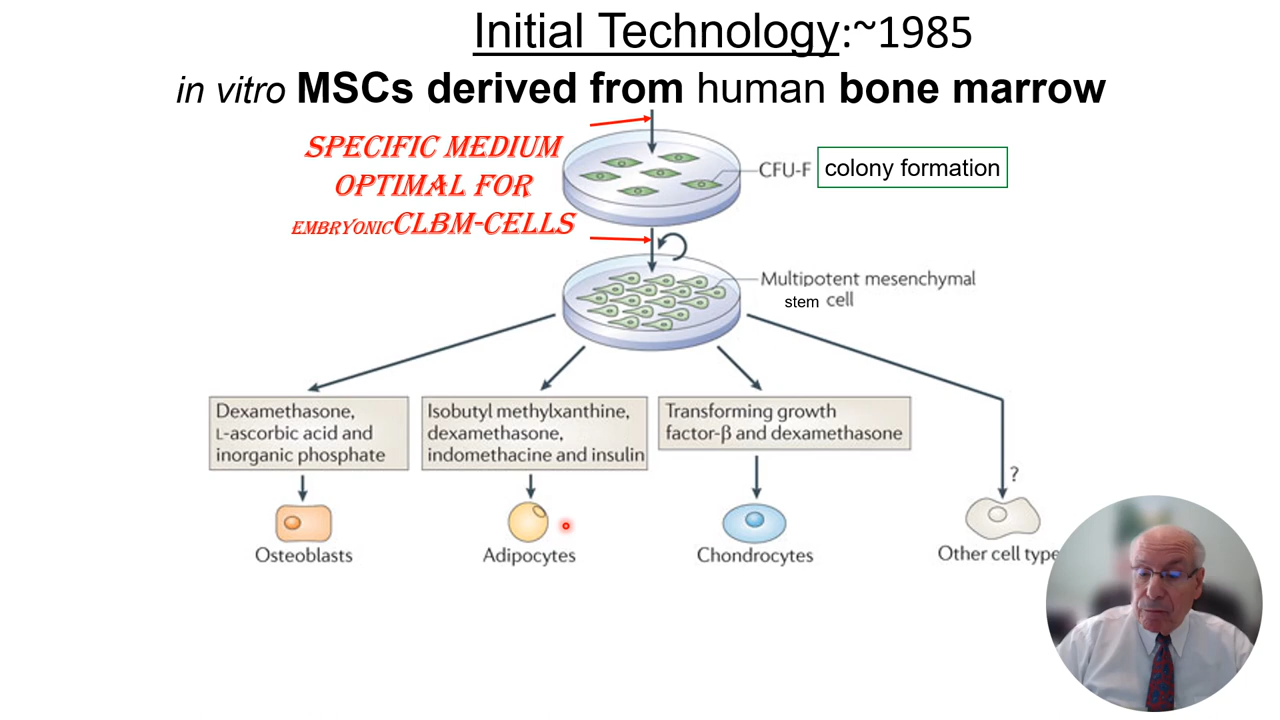 Initial Technology:~1985
in vitro MSCs derived from human bone marrow
SPECIFIC MEDIUM
OPTIMAL FOR
EMBRYONIC CLBM-CELLS
CFU-F
colony formation
Multipotent mesenchymal
stem cell
Dexamethasone,
L-ascorbic acid and
inorganic phosphate
Isobutyl methylxanthine,
dexamethasone,
indomethacine and insulin
Transforming growth
factor-β and dexamethasone
?
Osteoblasts
Adipocytes
Chondrocytes
Other cell type